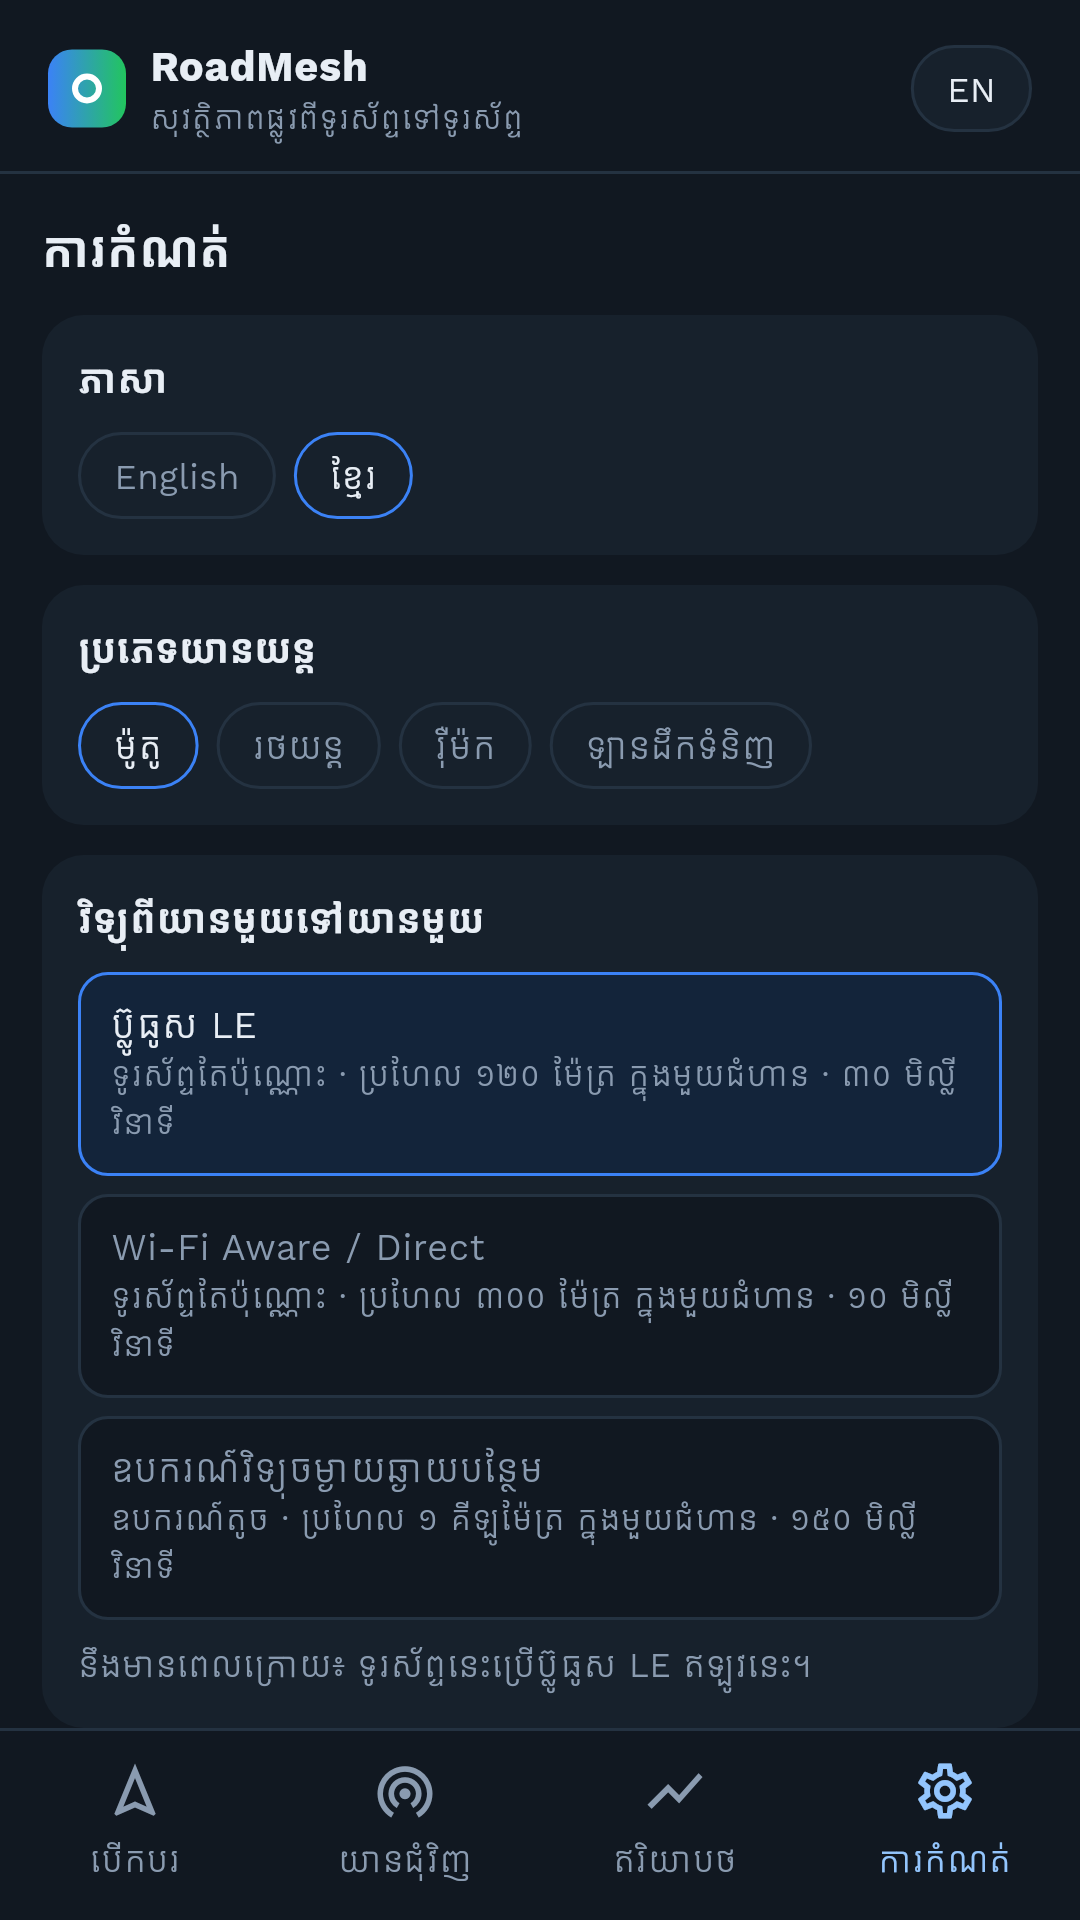 RoadMesh
សុវត្ថិភាពផ្លូវពីទូរស័ព្ទទៅទូរស័ព្ទ
EN
ការកំណត់
ភាសា
English
ខ្មែរ
ប្រភេទយានយន្ត
ម៉ូតូ
រថយន្ត
រ៉ឺម៉ក
ឡានដឹកទំនិញ
វិទ្យុពីយានមួយទៅយានមួយ
ប៊្លូធូស LE
ទូរស័ព្ទតែប៉ុណ្ណោះ · ប្រហែល ១២០ ម៉ែត្រ ក្នុងមួយជំហាន · ៣០ មិល្លី
វិនាទី
Wi-Fi Aware / Direct
ទូរស័ព្ទតែប៉ុណ្ណោះ · ប្រហែល ៣០០ ម៉ែត្រ ក្នុងមួយជំហាន · ១០ មិល្លី
វិនាទី
ឧបករណ៍វិទ្យុចម្ងាយឆ្ងាយបន្ថែម
ឧបករណ៍តូច · ប្រហែល ១ គីឡូម៉ែត្រ ក្នុងមួយជំហាន · ១៥០ មិល្លី
វិនាទី
នឹងមានពេលក្រោយ៖ ទូរស័ព្ទនេះប្រើប៊្លូធូស LE ឥឡូវនេះ។
បើកបរ
យានជុំវិញ
ឥរិយាបថ
ការកំណត់